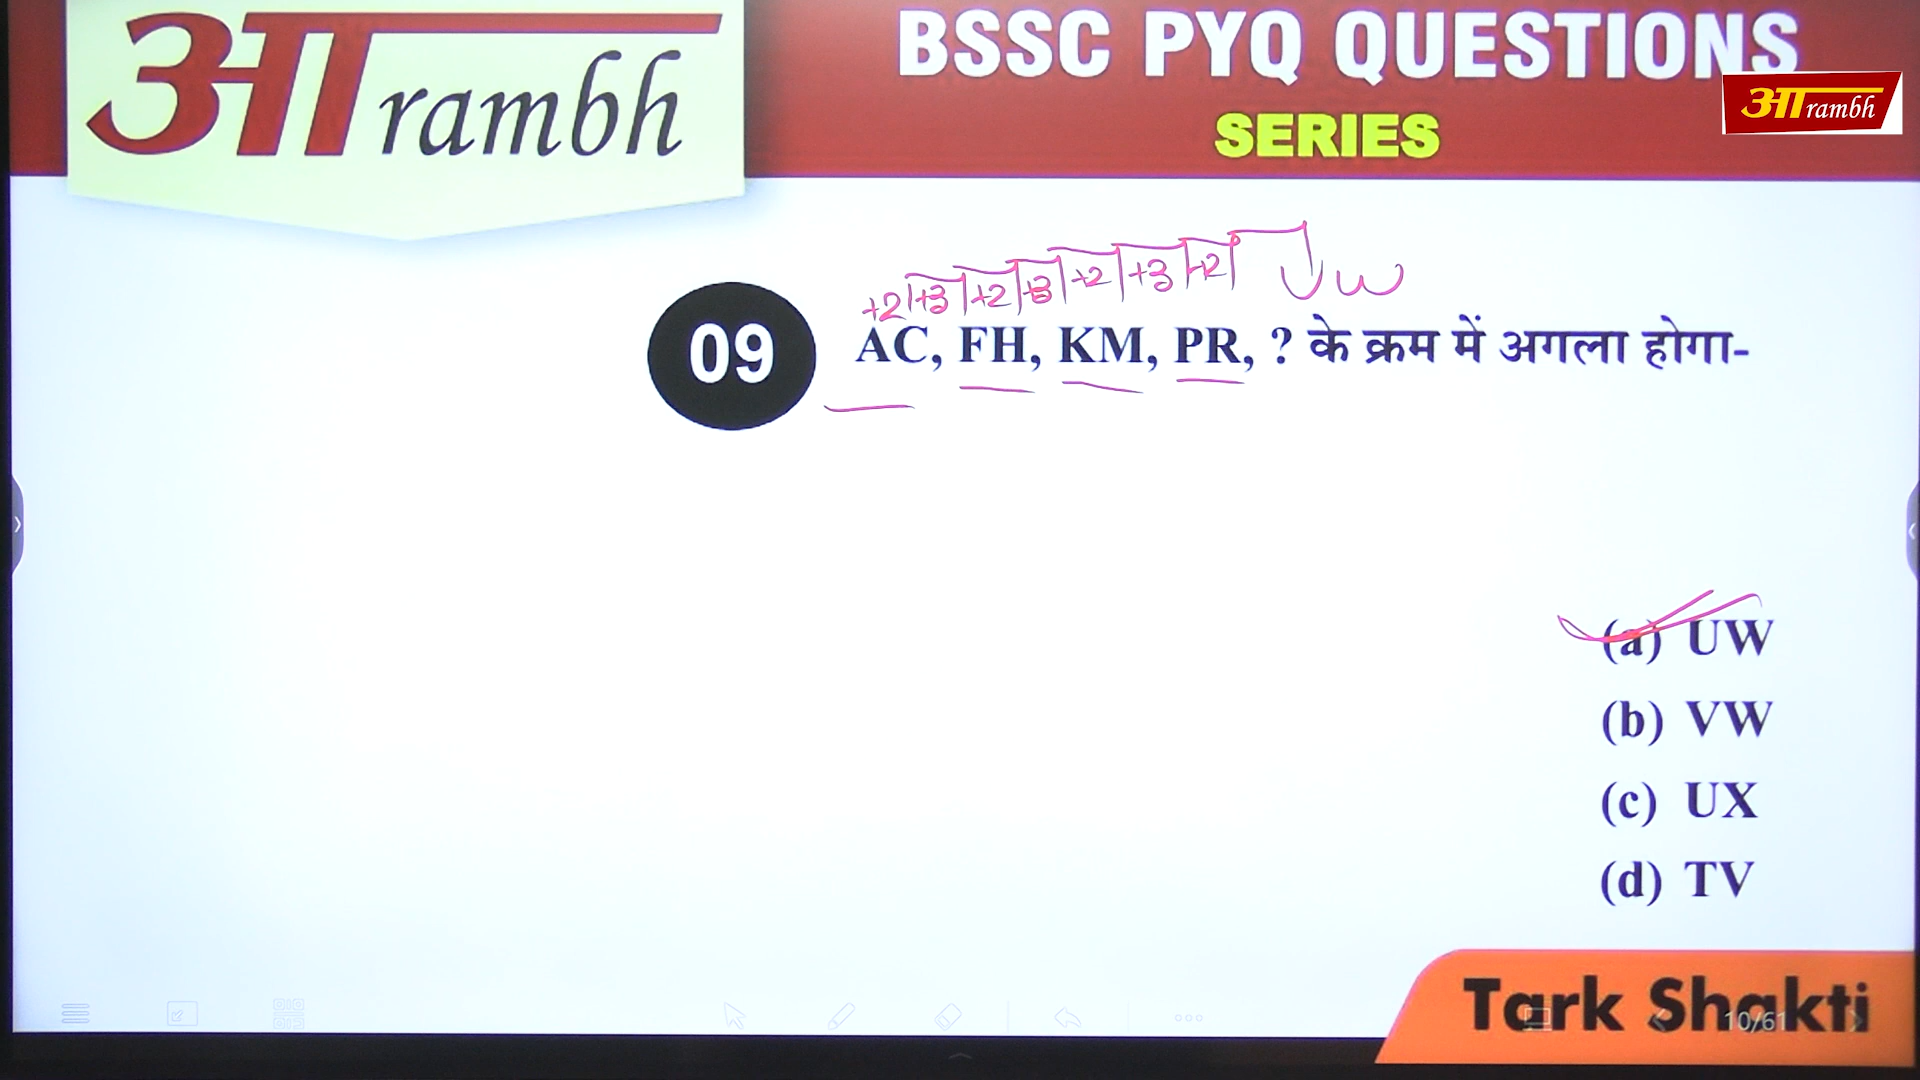 आrambh
BSSC PYQ QUESTIONS
SERIES
आrambh
+2 +3 +2 +3 +2 +3 +2 UW
09 AC, FH, KM, PR, ? के क्रम में अगला होगा-
(a) UW
(b) VW
(c) UX
(d) TV
Tark Shakti
10/61